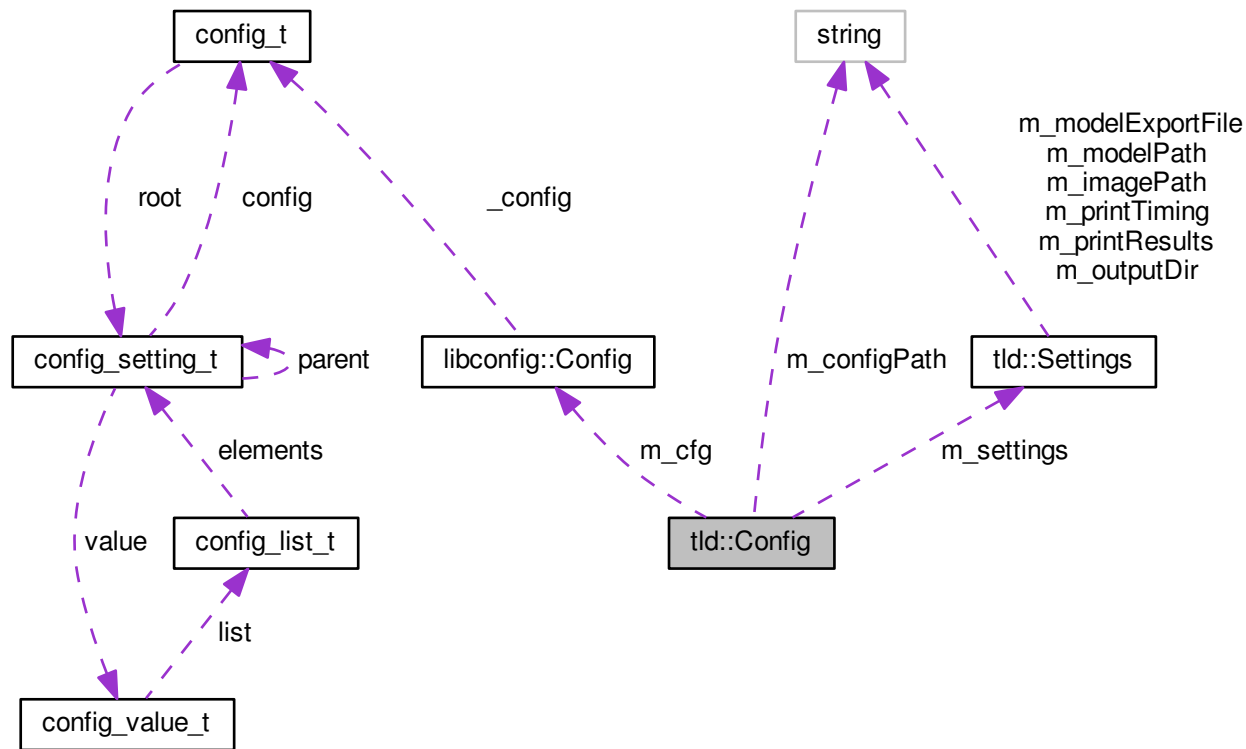 config_t
string
m_modelExportFile
m_modelPath
m_imagePath
m_printTiming
m_printResults
m_outputDir
root
config
_config
config_setting_t
parent
libconfig::Config
m_configPath
tld::Settings
elements
m_cfg
m_settings
value
config_list_t
tld::Config
list
config_value_t